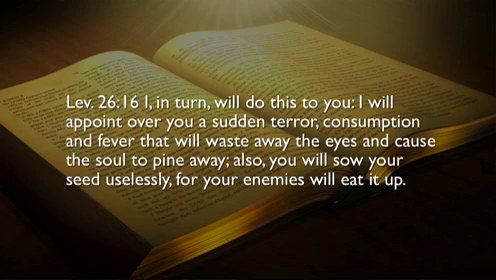 Lev. 26:16 I, in turn, will do this to you: I will
appoint over you a sudden terror, consumption
and fever that will waste away the eyes and cause
the soul to pine away; also, you will sow your
seed uselessly, for your enemies will eat it up.